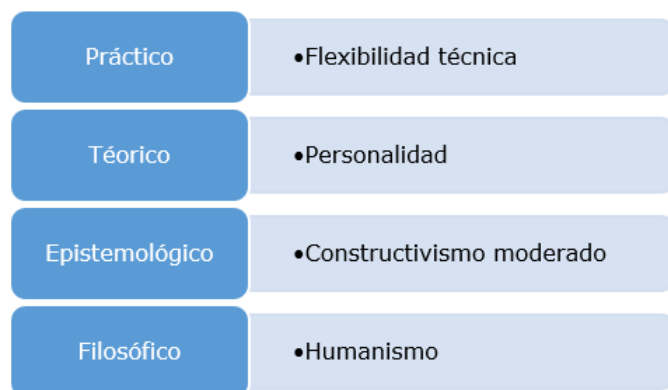 Práctico
•Flexibilidad técnica
Téorico
•Personalidad
Epistemológico
•Constructivismo moderado
Filosófico
•Humanismo